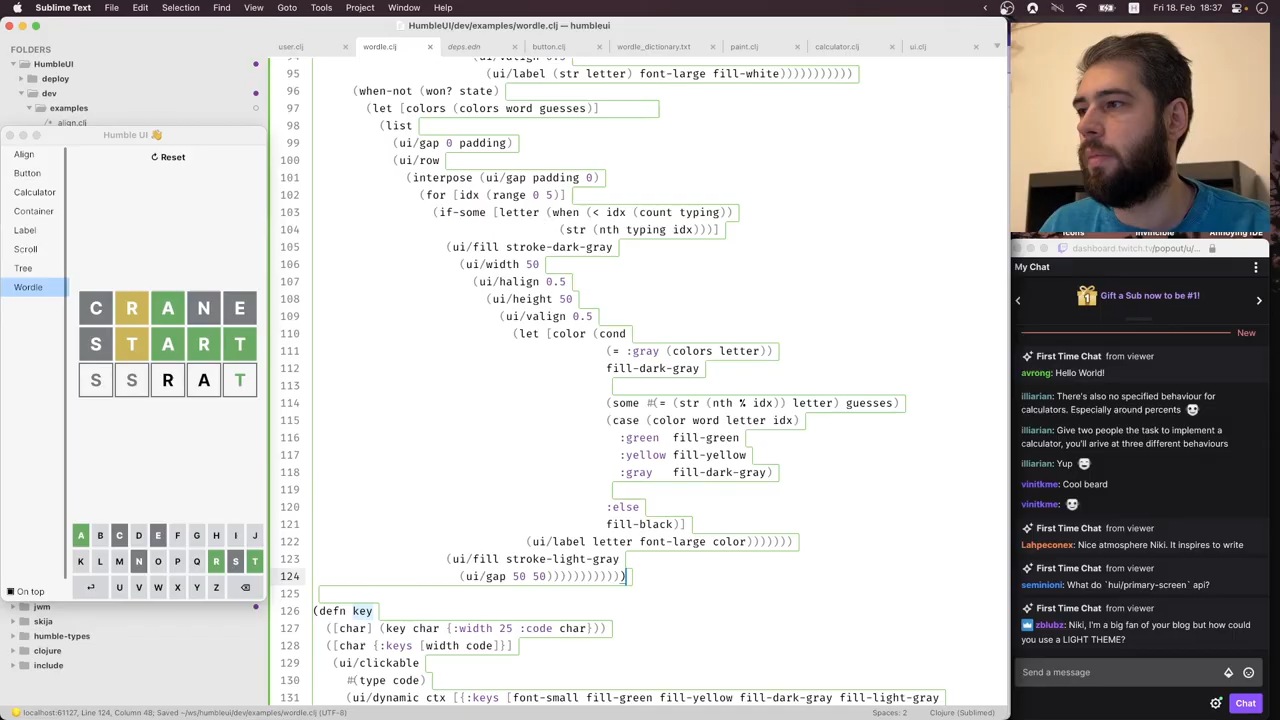 Sublime Text File Edit Selection Find View Goto Tools Project Window Help
Fri 18. Feb 18:37
HumbleUI/dev/examples/wordle.clj — humbleui
FOLDERS
HumbleUI
deploy
dev
examples
align.clj
user.clj
wordle.clj
deps.edn
button.clj
wordle_dictionary.txt
paint.clj
calculator.clj
ui.clj
Humble UI 👋
Align
Button
Calculator
Container
Label
Scroll
Tree
Wordle
↻ Reset
C R A N E
S T A R T
S S R A T
A B C D E F G H I J
K L M N O P Q R S T
↵ U V W X Y Z ⌫
On top
jwm
skija
humble-types
clojure
include
95 (ui/label (str letter) font-large fill-white)))))))))))
96 (when-not (won? state)
97 (let [colors (colors word guesses)]
98 (list
99 (ui/gap 0 padding)
100 (ui/row
101 (interpose (ui/gap padding 0)
102 (for [idx (range 0 5)]
103 (if-some [letter (when (< idx (count typing))
104 (str (nth typing idx)))]
105 (ui/fill stroke-dark-gray
106 (ui/width 50
107 (ui/halign 0.5
108 (ui/height 50
109 (ui/valign 0.5
110 (let [color (cond
111 (= :gray (colors letter))
112 fill-dark-gray
113
114 (some #(= (str (nth % idx)) letter) guesses)
115 (case (color word letter idx)
116 :green fill-green
117 :yellow fill-yellow
118 :gray fill-dark-gray)
119
120 :else
121 fill-black)]
122 (ui/label letter font-large color)))))))
123 (ui/fill stroke-light-gray
124 (ui/gap 50 50)))))))))))
125
126 (defn key
127 ([char] (key char {:width 25 :code char}))
128 ([char {:keys [width code]}]
129 (ui/clickable
130 #(type code)
131 (ui/dynamic ctx [{:keys [font-small fill-green fill-yellow fill-dark-gray fill-light-gray
localhost:61127, Line 124, Column 48; Saved ~/ws/humbleui/dev/examples/wordle.clj (UTF-8)
Spaces: 2
Clojure (Sublimed)
Icons Invincible Annoying IDE
dashboard.twitch.tv/popout/u/...
My Chat
Gift a Sub now to be #1!
New
First Time Chat from viewer
avrong: Hello World!
illiarian: There's also no specified behaviour for
calculators. Especially around percents
illiarian: Give two people the task to implement a
calculator, you'll arive at three different behaviours
illiarian: Yup
vinitkme: Cool beard
vinitkme:
First Time Chat from viewer
Lahpeconex: Nice atmosphere Niki. It inspires to write
First Time Chat from viewer
seminioni: What do `hui/primary-screen` api?
First Time Chat from viewer
zblubz: Niki, I'm a big fan of your blog but how could
you use a LIGHT THEME?
Send a message
Chat